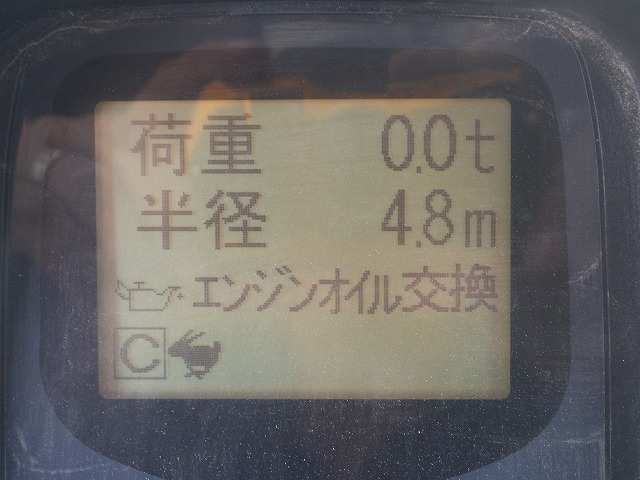 荷重 0.0t
半径 4.8m
エンジンオイル交換
C